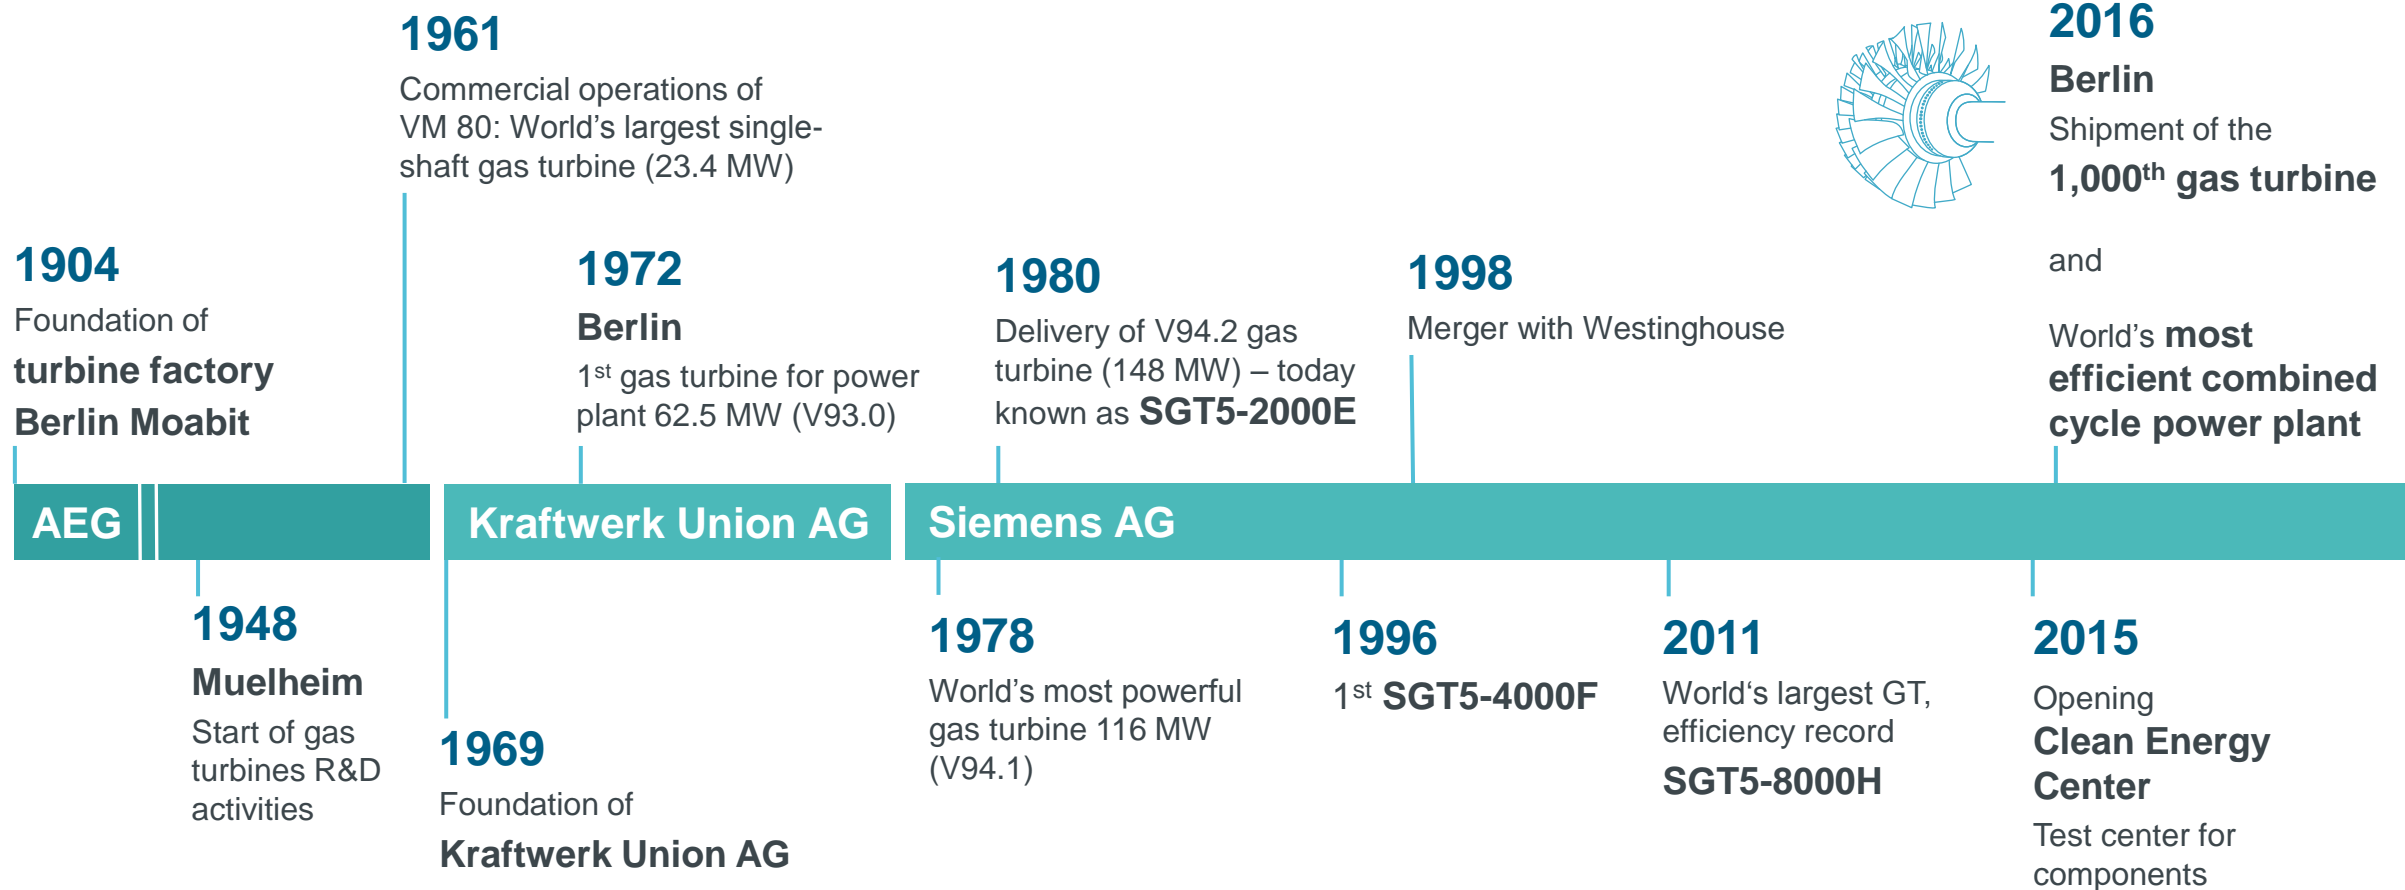 1961
Commercial operations of
VM 80: World’s largest single-
shaft gas turbine (23.4 MW)
2016
Berlin
Shipment of the
1,000th gas turbine
and
World’s most
efficient combined
cycle power plant
1904
Foundation of
turbine factory
Berlin Moabit
1972
Berlin
1st gas turbine for power
plant 62.5 MW (V93.0)
1980
Delivery of V94.2 gas
turbine (148 MW) – today
known as SGT5-2000E
1998
Merger with Westinghouse
AEG
Kraftwerk Union AG
Siemens AG
1948
Muelheim
Start of gas
turbines R&D
activities
1969
Foundation of
Kraftwerk Union AG
1978
World’s most powerful
gas turbine 116 MW
(V94.1)
1996
1st SGT5-4000F
2011
World‘s largest GT,
efficiency record
SGT5-8000H
2015
Opening
Clean Energy
Center
Test center for
components